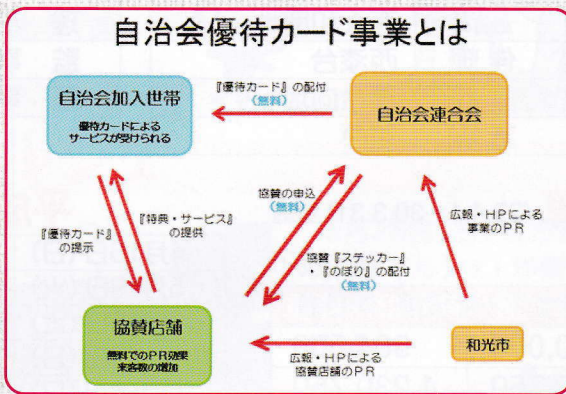 自治会優待カード事業とは
自治会加入世帯
優待カードによる
サービスが受けられる
『優待カード』の配付
(無料)
自治会連合会
『優待カード』
の提示
『特典・サービス』
の提供
協賛の申込
(無料)
協賛『ステッカー』
・『のぼり』の配付
(無料)
広報・HPによる
事業のPR
協賛店舗
無料でのPR効果
来客数の増加
広報・HPによる
協賛店舗のPR
和光市